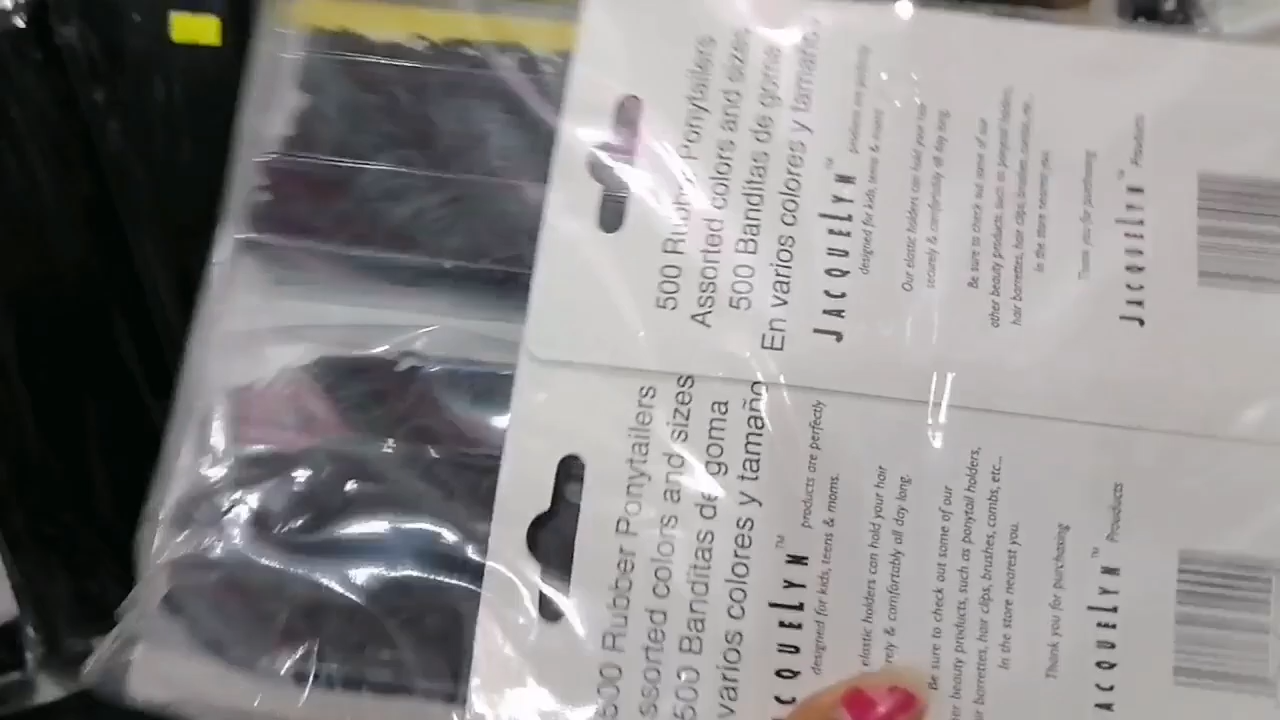 500 Rubber Ponytailers
Assorted colors and sizes
500 Banditas de goma
En varios colores y tamaño
JACQUELYN™ products are perfectly
designed for kids, teens & moms
Our elastic holders can hold your hair
securely & comfortably all day long.
Be sure to check out some of our
other beauty products, such as ponytail holders,
hair barrettes, hair clips, brushes, combs, etc...
In the store nearest you.
Thank you for purchasing
JACQUELYN™ Products
500 Rubber Ponytailers
ssorted colors and sizes
500 Banditas de goma
varios colores y tamaño
CQUELYN™ products are perfectly
designed for kids, teens & moms.
elastic holders can hold your hair
rely & comfortably all day long.
Be sure to check out some of our
er beauty products, such as ponytail holders,
ir barrettes, hair clips, brushes, combs, etc...
In the store nearest you.
Thank you for purchasing
ACQUELYN™ Products